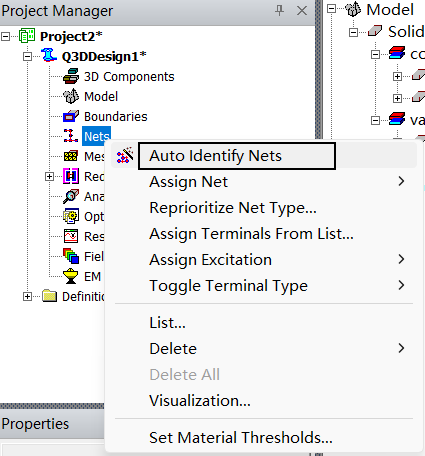 Project Manager
Project2*
Q3DDesign1*
3D Components
Model
Boundaries
Nets
Mes
Rec
Ana
Opt
Res
Fiel
EM
Definition
Auto Identify Nets
Assign Net
Reprioritize Net Type...
Assign Terminals From List...
Assign Excitation
Toggle Terminal Type
List...
Delete
Delete All
Visualization...
Set Material Thresholds...
Properties
Model
Solid
co
va